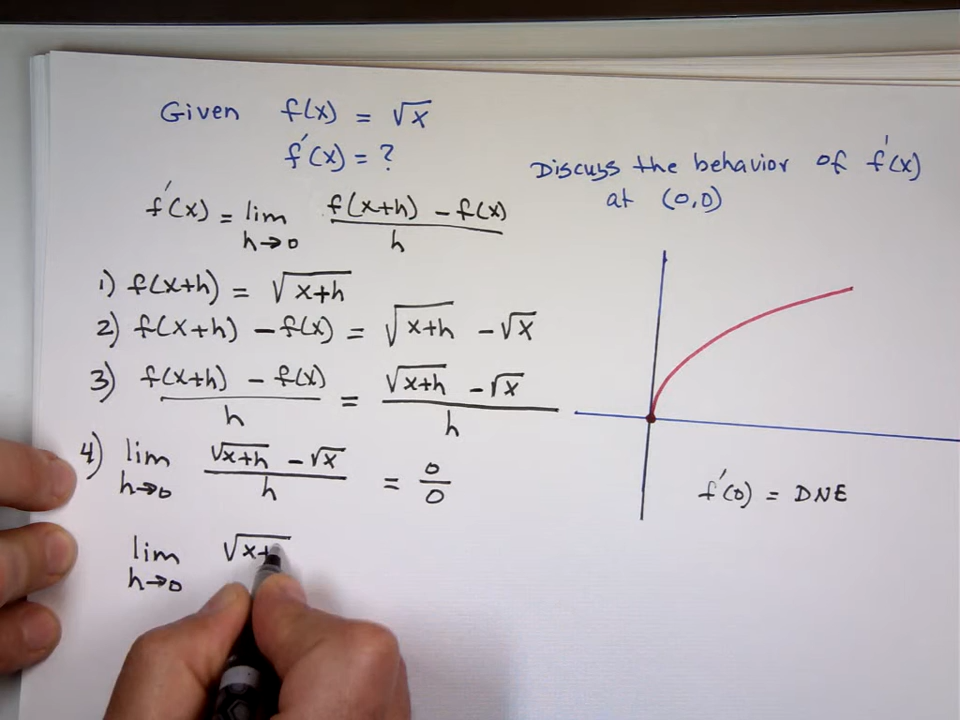 Given f(x) = √x
f'(x) = ?
f'(x) = lim h→0 f(x+h) - f(x) / h
1) f(x+h) = √x+h
2) f(x+h) - f(x) = √x+h - √x
3) f(x+h) - f(x) / h = √x+h - √x / h
4) lim h→0 √x+h - √x / h = 0/0
lim h→0 √x+
Discuss the behavior of f'(x)
at (0,0)
f'(0) = DNE